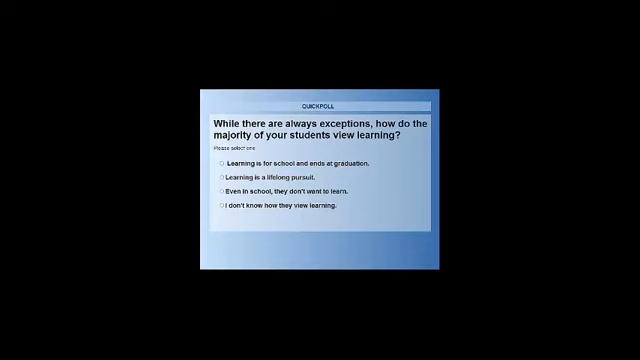 QUICKPOLL
While there are always exceptions, how do the
majority of your students view learning?
Please select one
Learning is for school and ends at graduation.
Learning is a lifelong pursuit.
Even in school, they don't want to learn.
I don't know how they view learning.